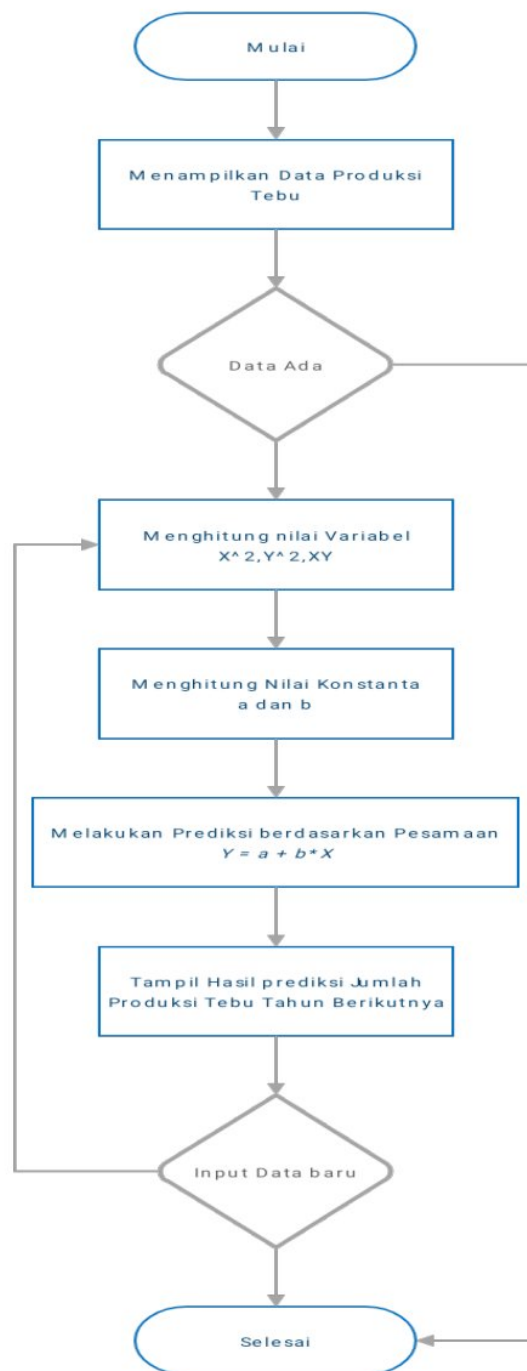 Mulai
Menampilkan Data Produksi
Tebu
Data Ada
Menghitung nilai Variabel
X^2,Y^2,XY
Menghitung Nilai Konstanta
a dan b
Melakukan Prediksi berdasarkan Pesamaan
Y = a + b*X
Tampil Hasil prediksi Jumlah
Produksi Tebu Tahun Berikutnya
Input Data baru
Selesai